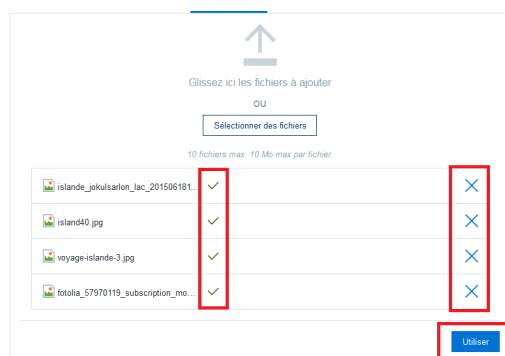 Glissez ici les fichiers à ajouter
ou
Sélectionner des fichiers
10 fichiers max. 10 Mo max par fichier.
islande_jokulsarlon_lac_201506181...
island40.jpg
voyage-islande-3.jpg
fotolia_57970119_subscription_mo...
Utiliser